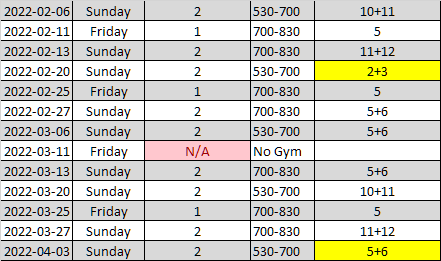 2022-02-06 Sunday 2 530-700 10+11
2022-02-11 Friday 1 700-830 5
2022-02-13 Sunday 2 700-830 11+12
2022-02-20 Sunday 2 530-700 2+3
2022-02-25 Friday 1 700-830 5
2022-02-27 Sunday 2 700-830 5+6
2022-03-06 Sunday 2 530-700 5+6
2022-03-11 Friday N/A No Gym
2022-03-13 Sunday 2 700-830 5+6
2022-03-20 Sunday 2 530-700 10+11
2022-03-25 Friday 1 700-830 5
2022-03-27 Sunday 2 700-830 11+12
2022-04-03 Sunday 2 530-700 5+6